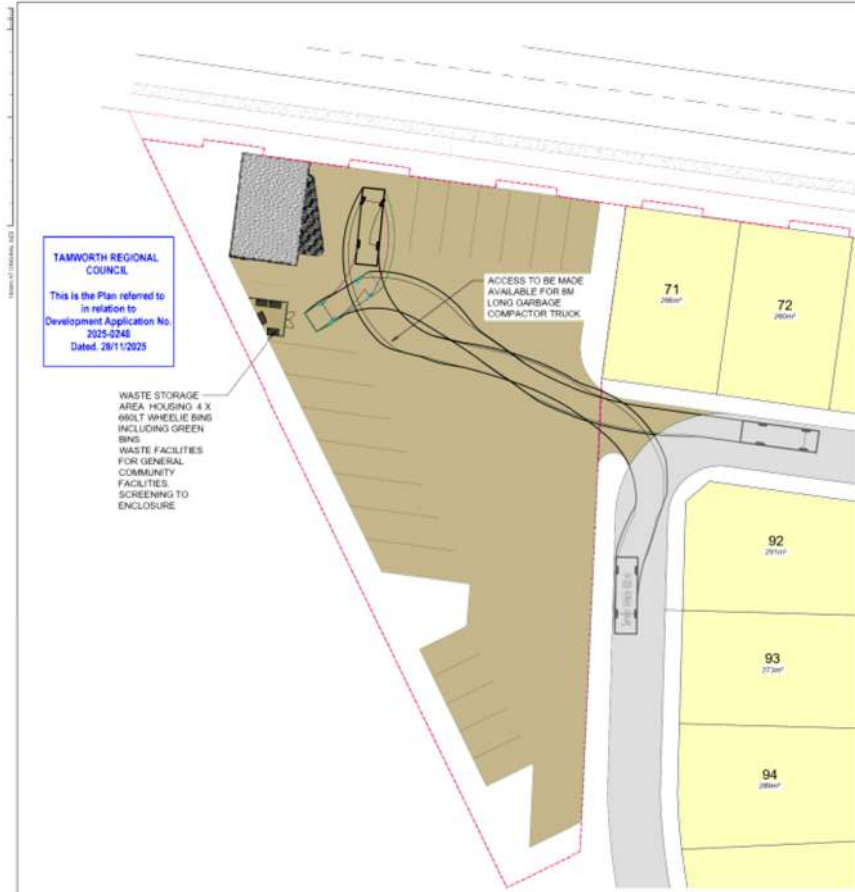 TAMWORTH REGIONAL
COUNCIL
This is the Plan referred to
in relation to
Development Application No.
2025-0248
Dated. 28/11/2025
ACCESS TO BE MADE
AVAILABLE FOR 8M
LONG GARBAGE
COMPACTOR TRUCK
71
72
260m²
WASTE STORAGE
AREA HOUSING 4 X
660LT WHEELIE BINS
INCLUDING GREEN
BINS
WASTE FACILITIES
FOR GENERAL
COMMUNITY
FACILITIES.
SCREENING TO
ENCLOSURE
92
291m²
93
273m²
94